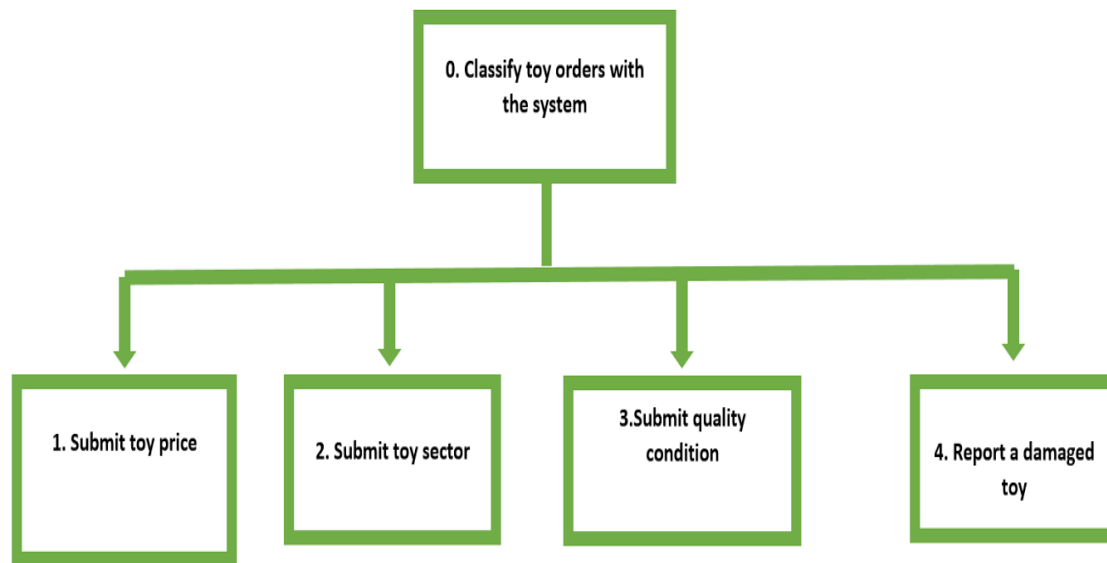 0. Classify toy orders with
the system
1. Submit toy price
2. Submit toy sector
3.Submit quality
condition
4. Report a damaged
toy